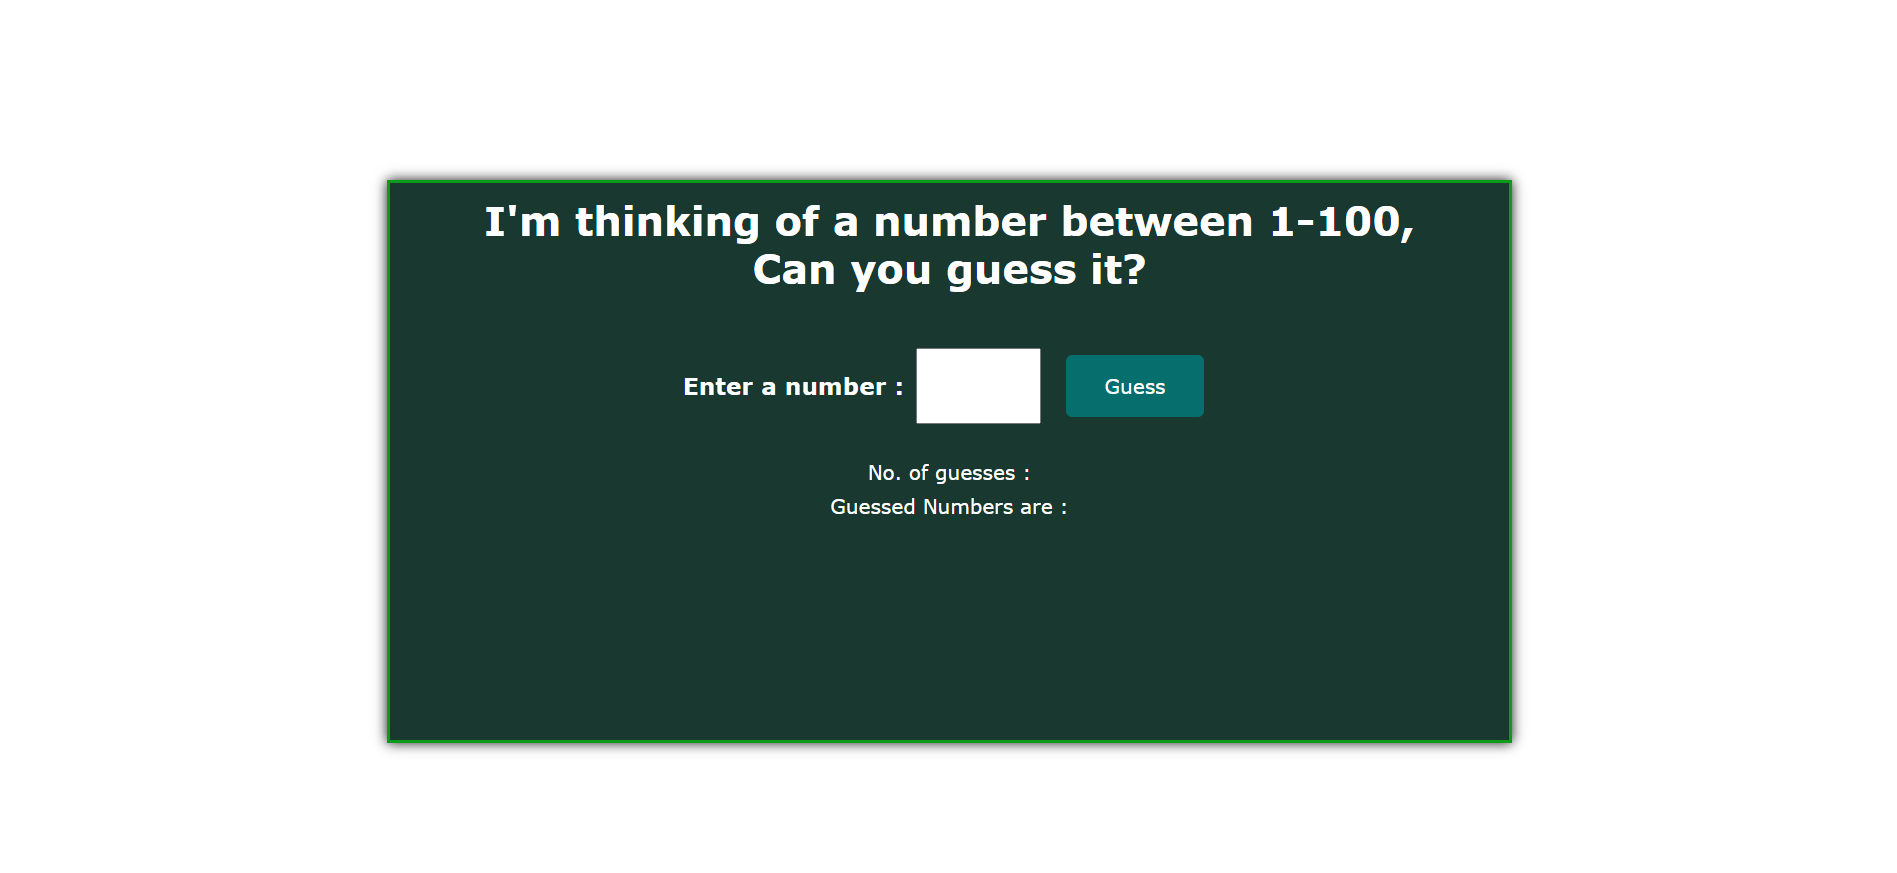 I'm thinking of a number between 1-100,
Can you guess it?
Enter a number :
Guess
No. of guesses :
Guessed Numbers are :